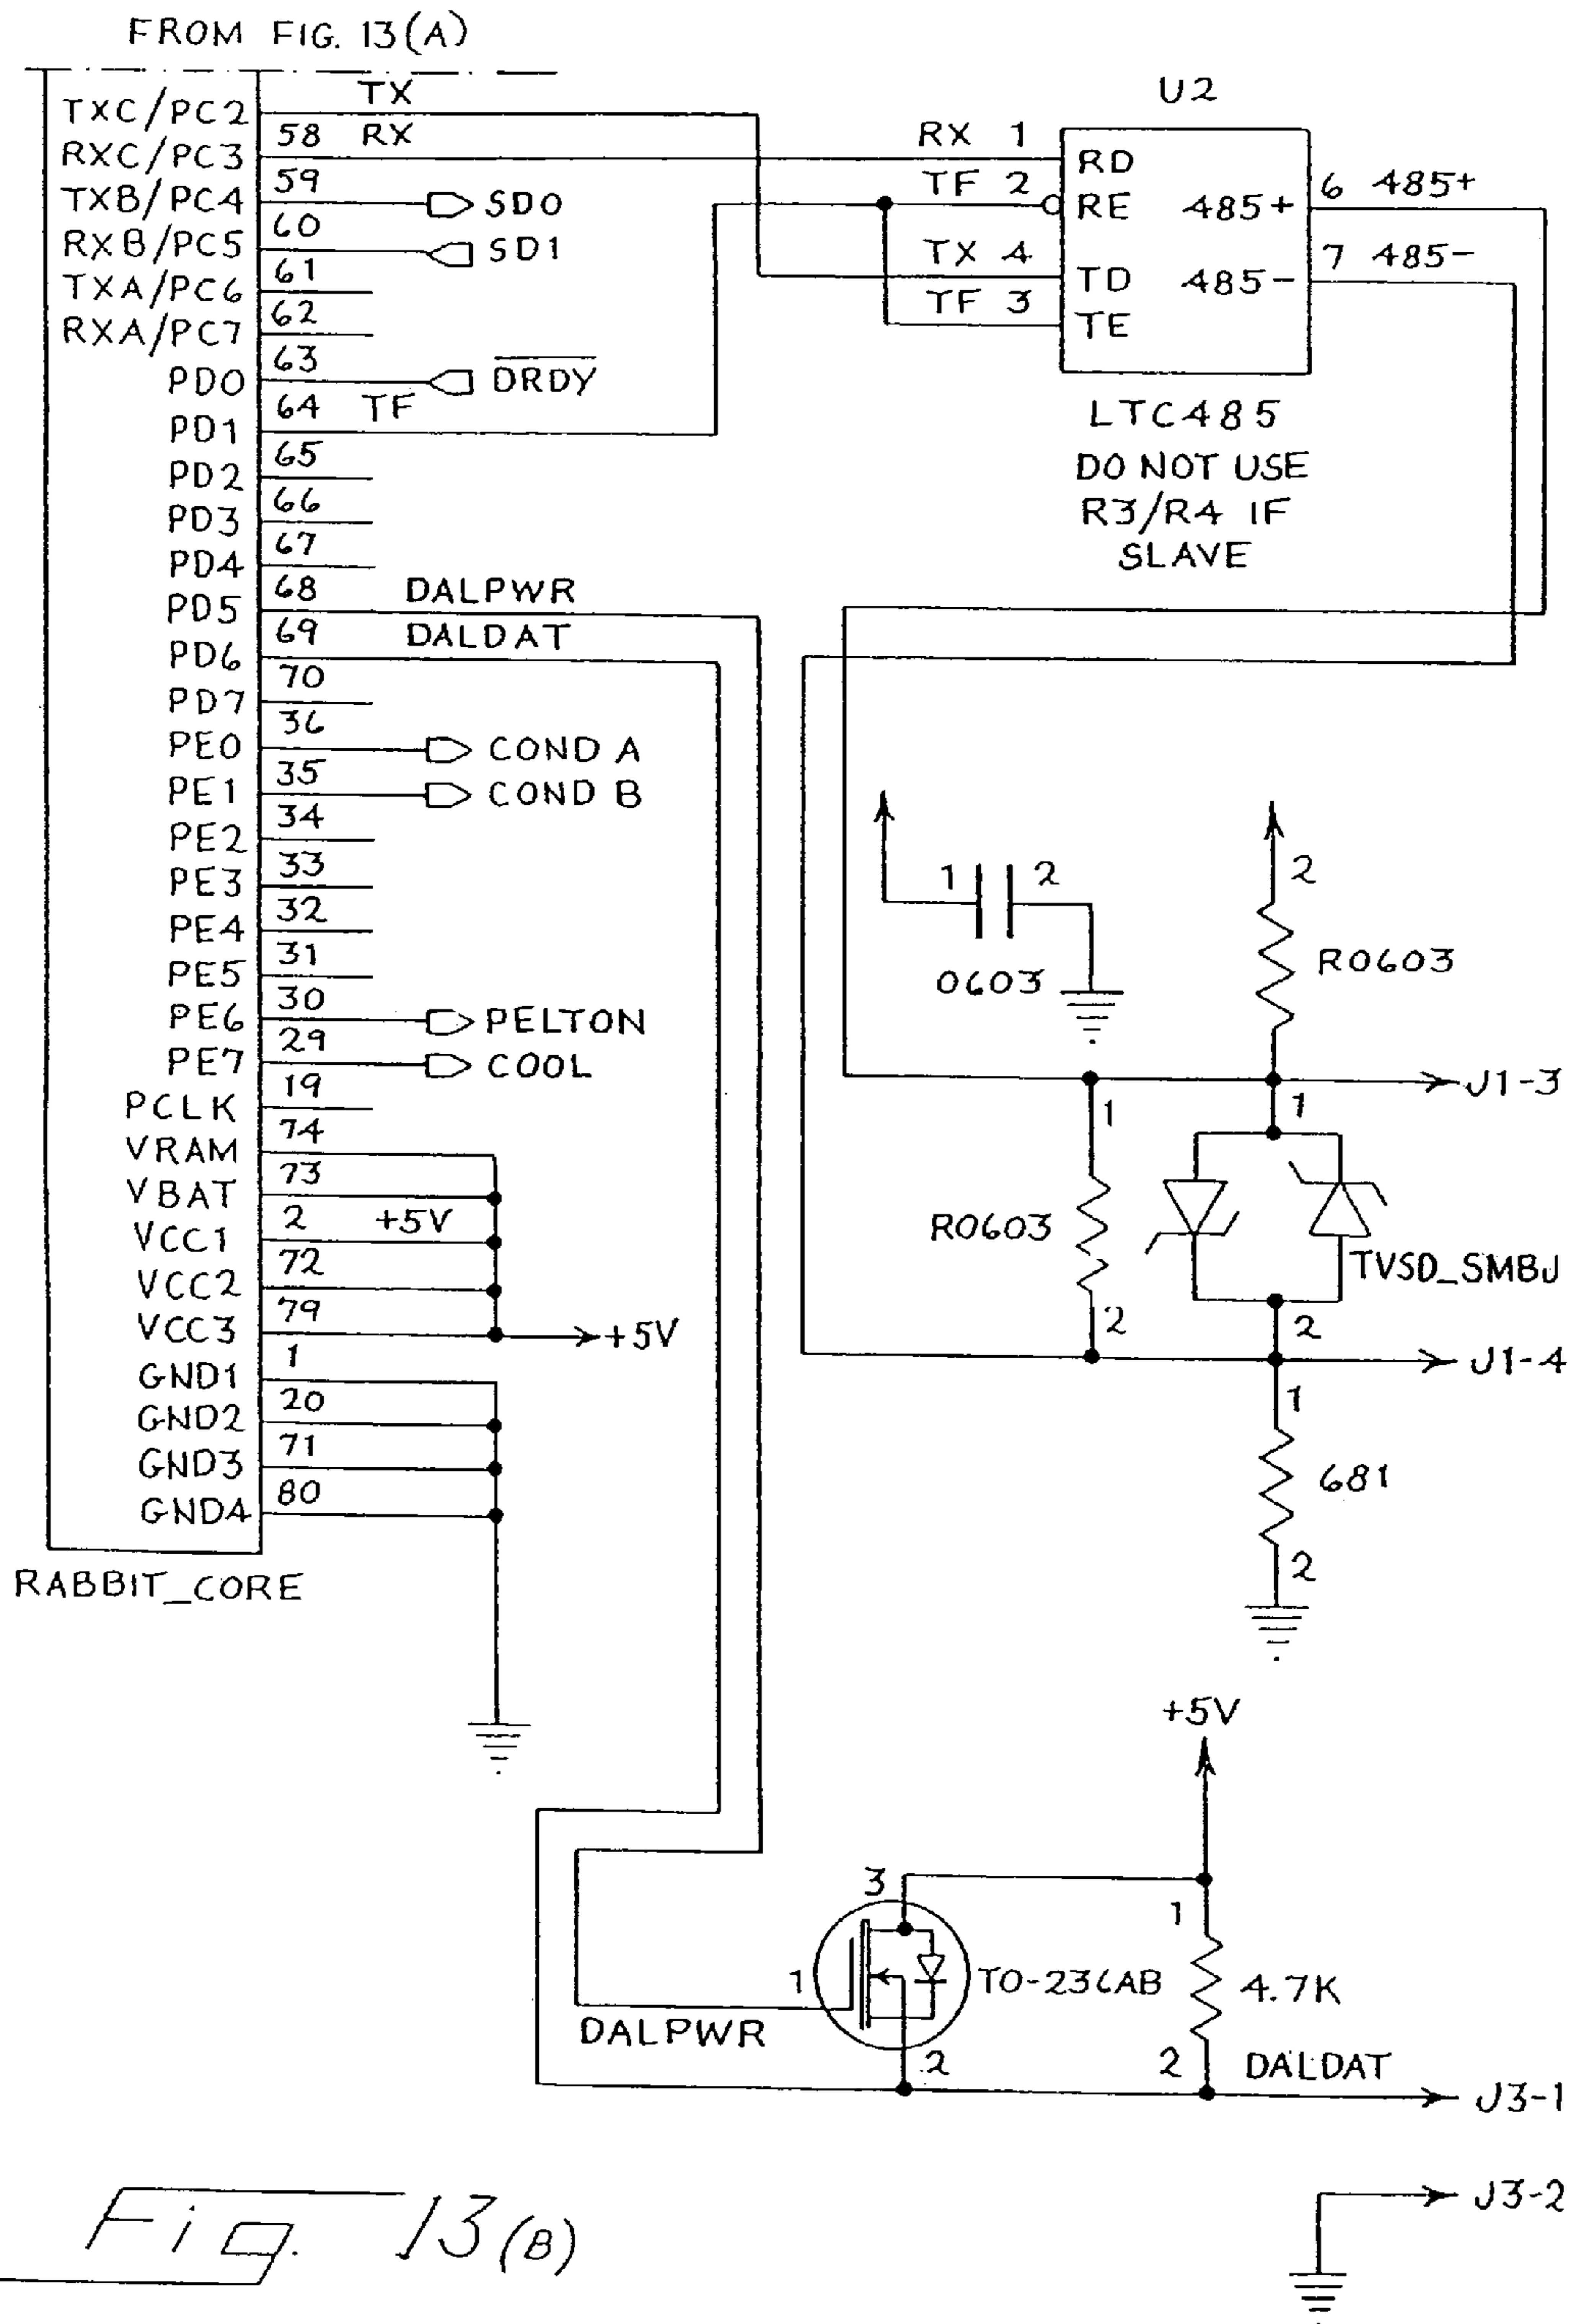 FROM FIG. 13(A)
TXC/PC2 TX
58 RX
RXC/PC3
59
TXB/PC4 SD0
60
RXB/PC5 SD1
61
TXA/PC6
62
RXA/PC7
63
PD0 DRDY
64 TF
PD1
65
PD2
66
PD3
67
PD4
68 DALPWR
PD5
69 DALDAT
PD6
70
PD7
36
PE0 COND A
35
PE1 COND B
34
PE2
33
PE3
32
PE4
31
PE5
30
PE6 PELTON
29
PE7 COOL
19
PCLK
74
VRAM
73
VBAT
2 +5V
VCC1
72
VCC2
79
VCC3 +5V
1
GND1
20
GND2
71
GND3
80
GND4
RABBIT_CORE
U2
RX 1 RD
TF 2 RE
TX 4 TD
TF 3 TE
485+ 6 485+
485- 7 485-
LTC485
DO NOT USE
R3/R4 IF
SLAVE
1 2
0603
2
R0603
J1-3
1 1
R0603
TVSD_SMBJ
2 2
J1-4
1
681
2
+5V
3
1
1 TO-236AB 4.7K
DALPWR
2 2 DALDAT
J3-1
J3-2
Fig. 13(B)